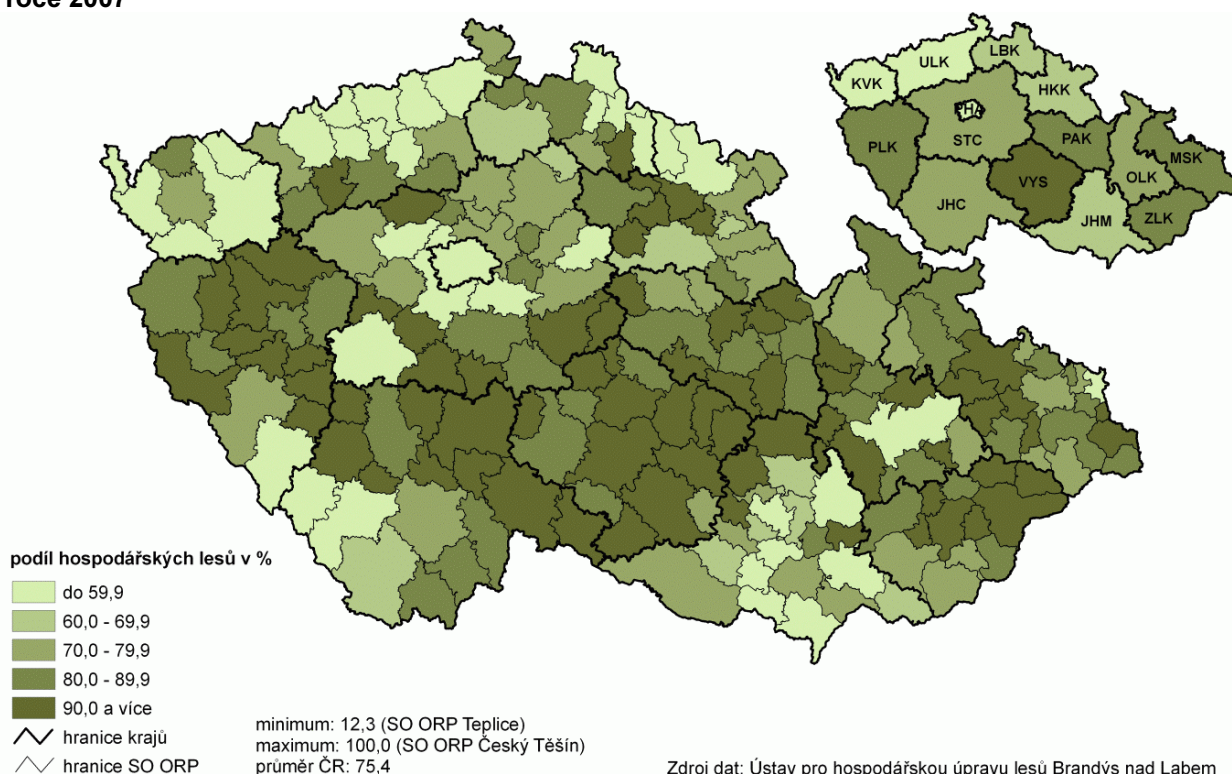 roce 2007
KVK
ULK
LBK
HKK
PHA
STC
PLK
PAK
MSK
VYS
OLK
JHC
JHM
ZLK
podíl hospodářských lesů v %
do 59,9
60,0 - 69,9
70,0 - 79,9
80,0 - 89,9
90,0 a více
hranice krajů
hranice SO ORP
minimum: 12,3 (SO ORP Teplice)
maximum: 100,0 (SO ORP Český Těšín)
průměr ČR: 75,4
Zdroj dat: Ústav pro hospodářskou úpravu lesů Brandýs nad Labem